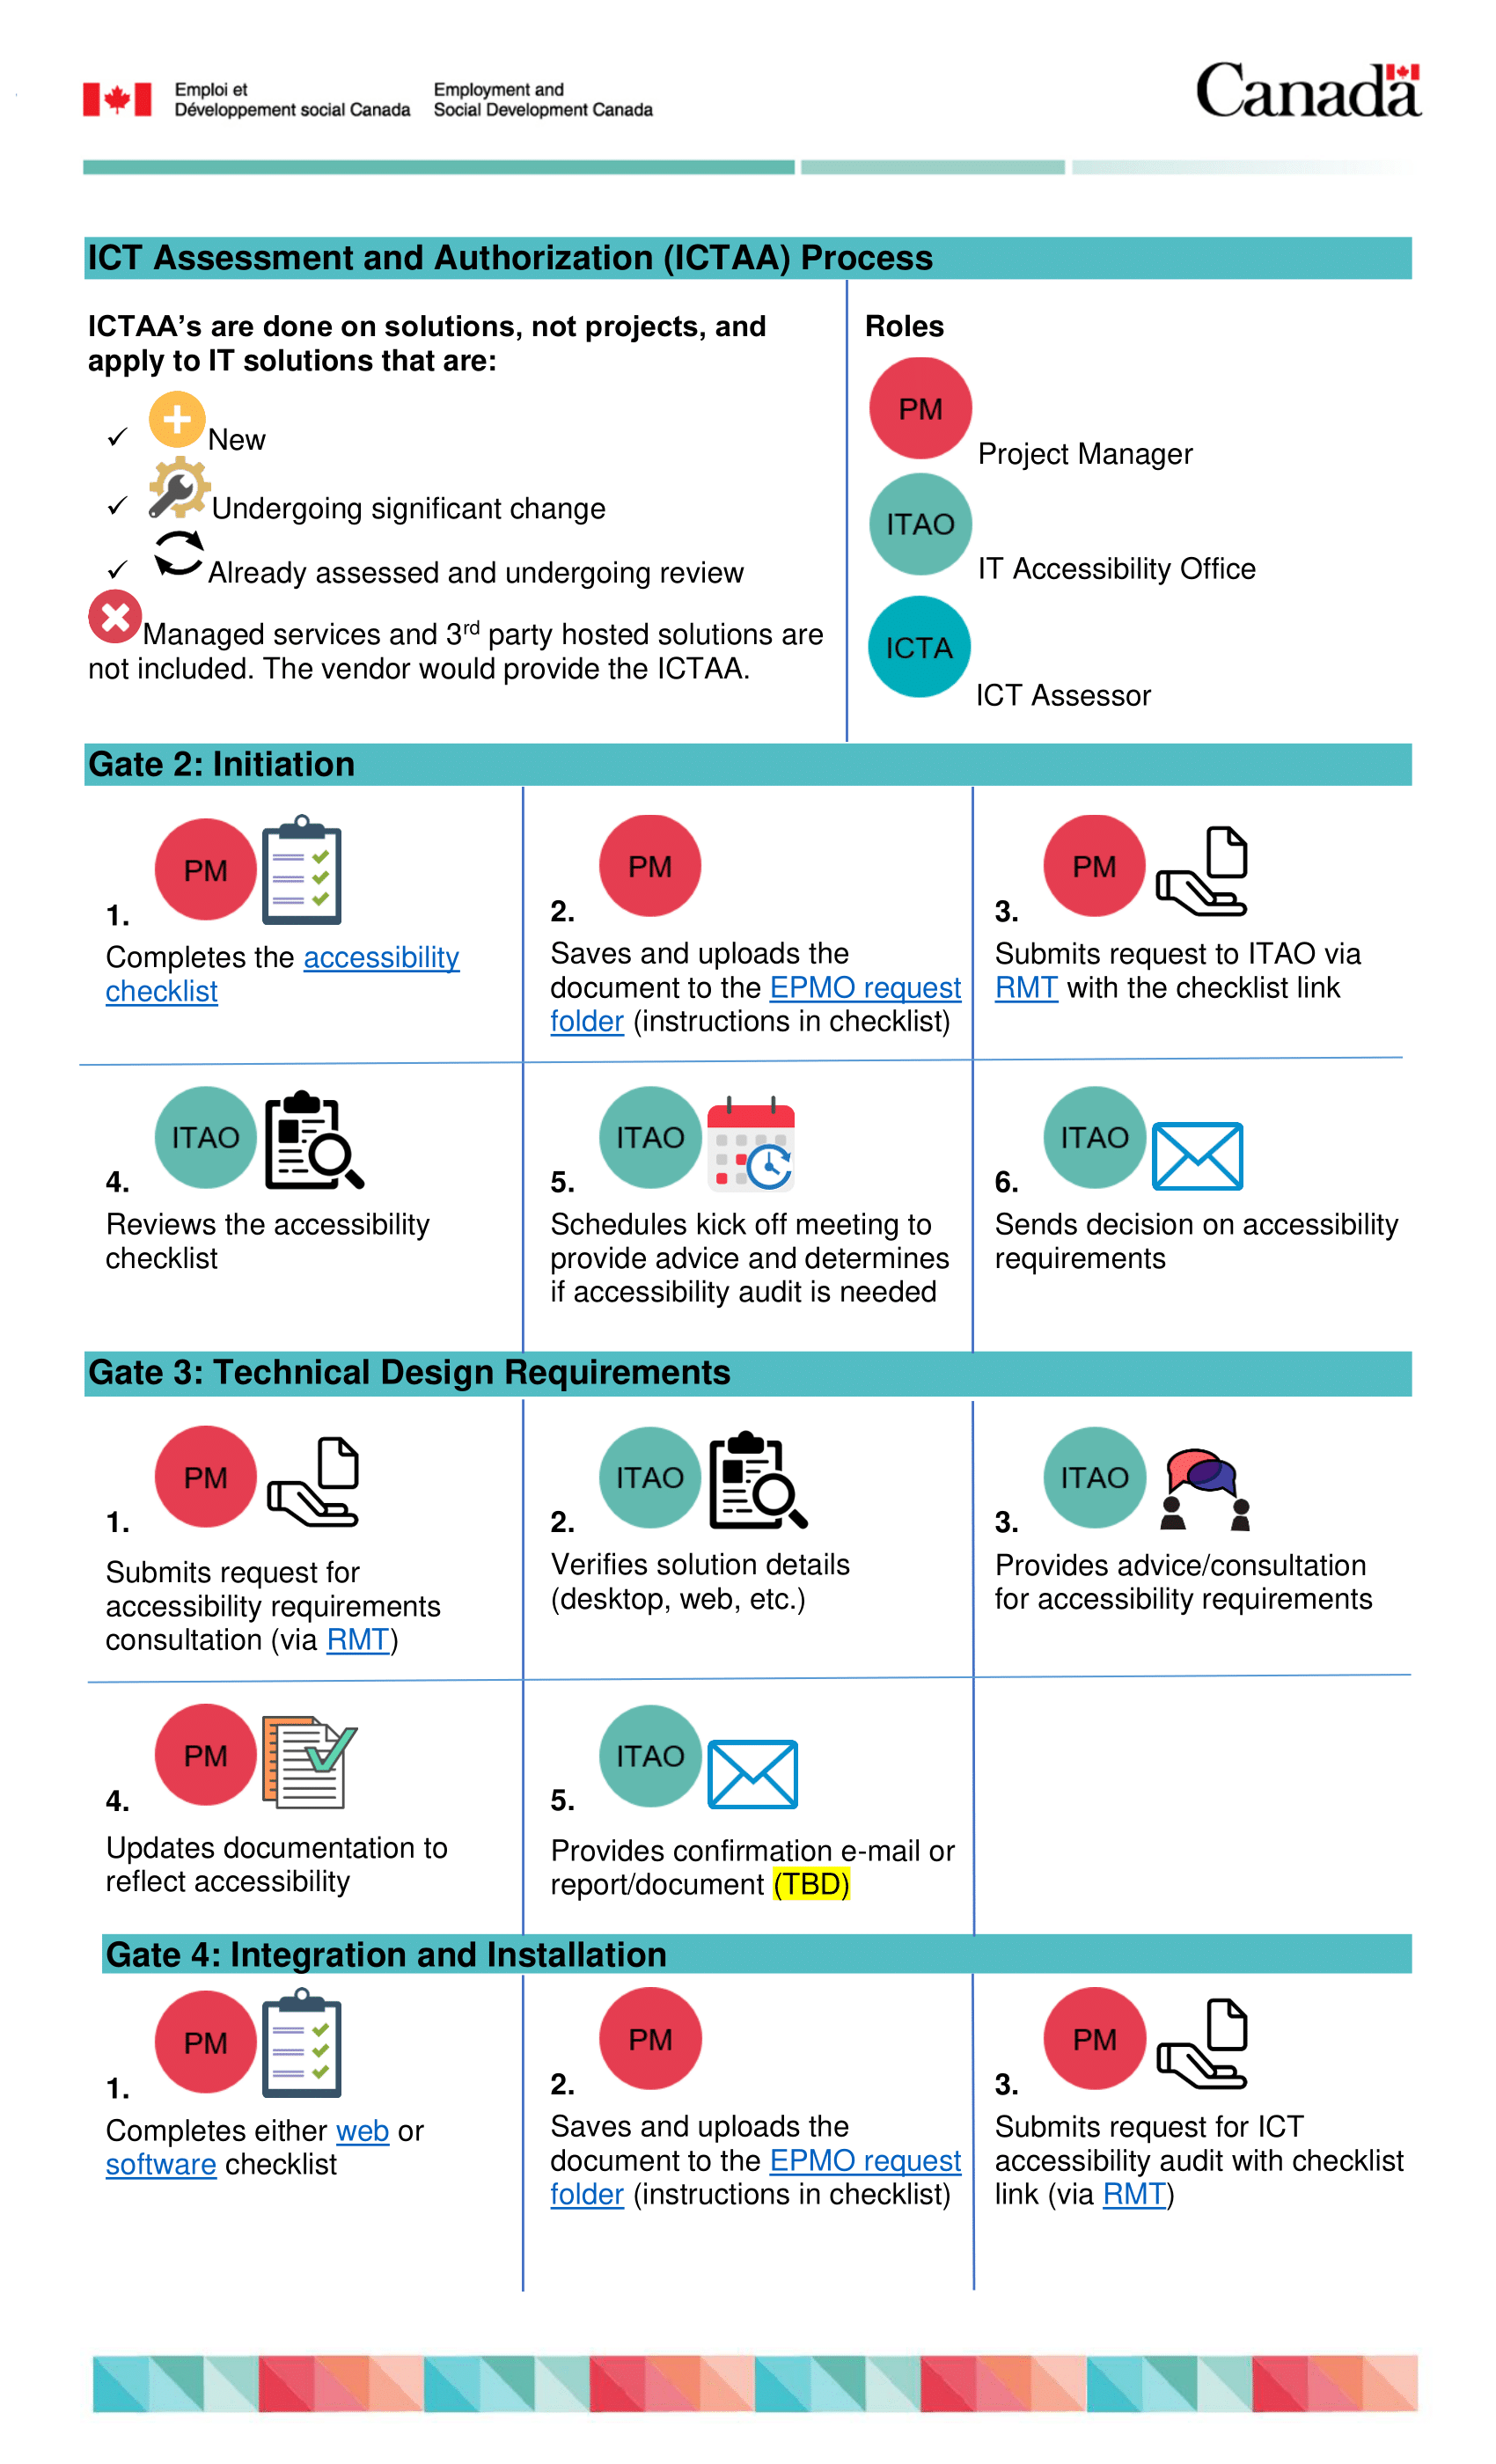 Emploi et
Développement social Canada
Employment and
Social Development Canada
Canada
ICT Assessment and Authorization (ICTAA) Process
ICTAA's are done on solutions, not projects, and
apply to IT solutions that are:
✓ New
✓ Undergoing significant change
✓ Already assessed and undergoing review
Managed services and 3rd party hosted solutions are
not included. The vendor would provide the ICTAA.
Roles
PM
Project Manager
ITAO
IT Accessibility Office
ICTA
ICT Assessor
Gate 2: Initiation
PM
1.
Completes the accessibility
checklist
PM
2.
Saves and uploads the
document to the EPMO request
folder (instructions in checklist)
PM
3.
Submits request to ITAO via
RMT with the checklist link
ITAO
4.
Reviews the accessibility
checklist
ITAO
5.
Schedules kick off meeting to
provide advice and determines
if accessibility audit is needed
ITAO
6.
Sends decision on accessibility
requirements
Gate 3: Technical Design Requirements
PM
1.
Submits request for
accessibility requirements
consultation (via RMT)
ITAO
2.
Verifies solution details
(desktop, web, etc.)
ITAO
3.
Provides advice/consultation
for accessibility requirements
PM
4.
Updates documentation to
reflect accessibility
ITAO
5.
Provides confirmation e-mail or
report/document (TBD)
Gate 4: Integration and Installation
PM
1.
Completes either web or
software checklist
PM
2.
Saves and uploads the
document to the EPMO request
folder (instructions in checklist)
PM
3.
Submits request for ICT
accessibility audit with checklist
link (via RMT)